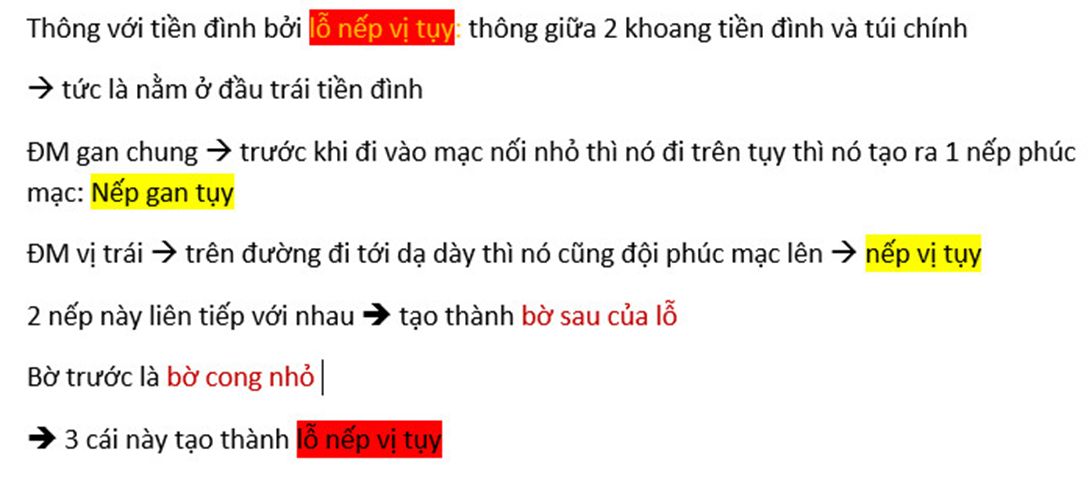 Thông với tiền đình bởi lỗ nếp vị tụy: thông giữa 2 khoang tiền đình và túi chính
→ tức là nằm ở đầu trái tiền đình
ĐM gan chung → trước khi đi vào mạc nối nhỏ thì nó đi trên tụy thì nó tạo ra 1 nếp phúc
mạc: Nếp gan tụy
ĐM vị trái → trên đường đi tới dạ dày thì nó cũng đội phúc mạc lên → nếp vị tụy
2 nếp này liên tiếp với nhau → tạo thành bờ sau của lỗ
Bờ trước là bờ cong nhỏ
→ 3 cái này tạo thành lỗ nếp vị tụy